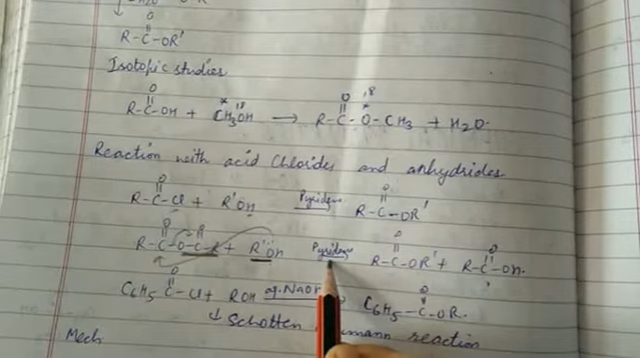 R-C-OR'
O
Isotopic studies
R-C-OH + CH3OH → R-C-O-CH3 + H2O.
Reaction with acid Chlorides and anhydrides
R-C-Cl + R'OH Pyridine R-C-OR'
R-C-O-C-R + R'OH Pyridine R-C-OR' + R-C-OH.
C6H5 C-Cl + ROH aq. NaOH C6H5-C-OR.
↓ Schotten reaction
Mech